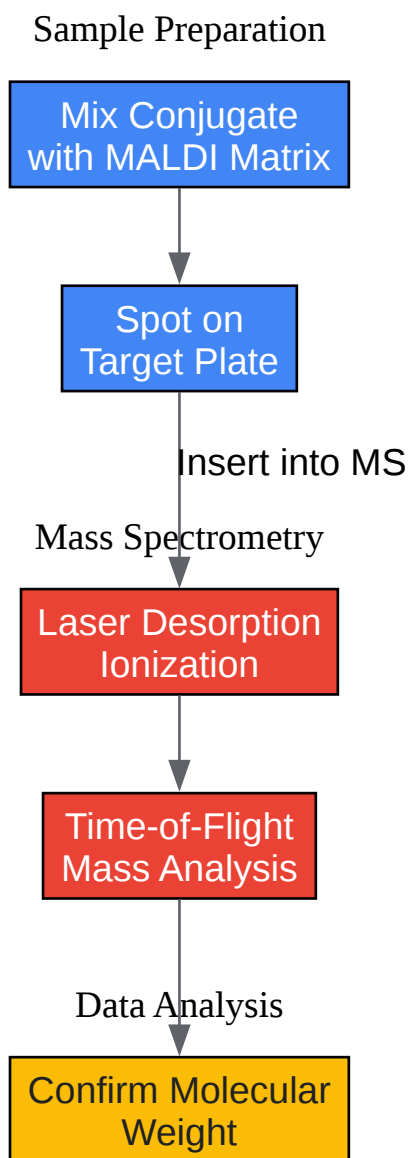 Sample Preparation
Mix Conjugate
with MALDI Matrix
Spot on
Target Plate
Insert into MS
Mass Spectrometry
Laser Desorption
Ionization
Time-of-Flight
Mass Analysis
Data Analysis
Confirm Molecular
Weight